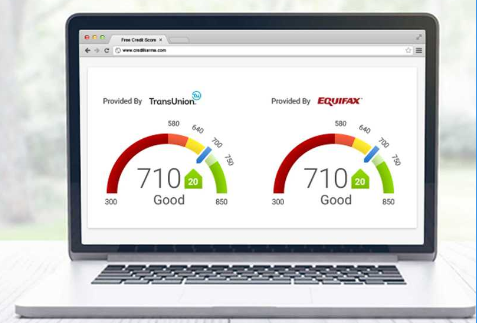 Free Credit Score ×
www.creditkarma.com
Provided By TransUnion. tu
580
640
700
750
710
20
Good
300
850
Provided By EQUIFAX
580
640
700
750
710
20
Good
300
850